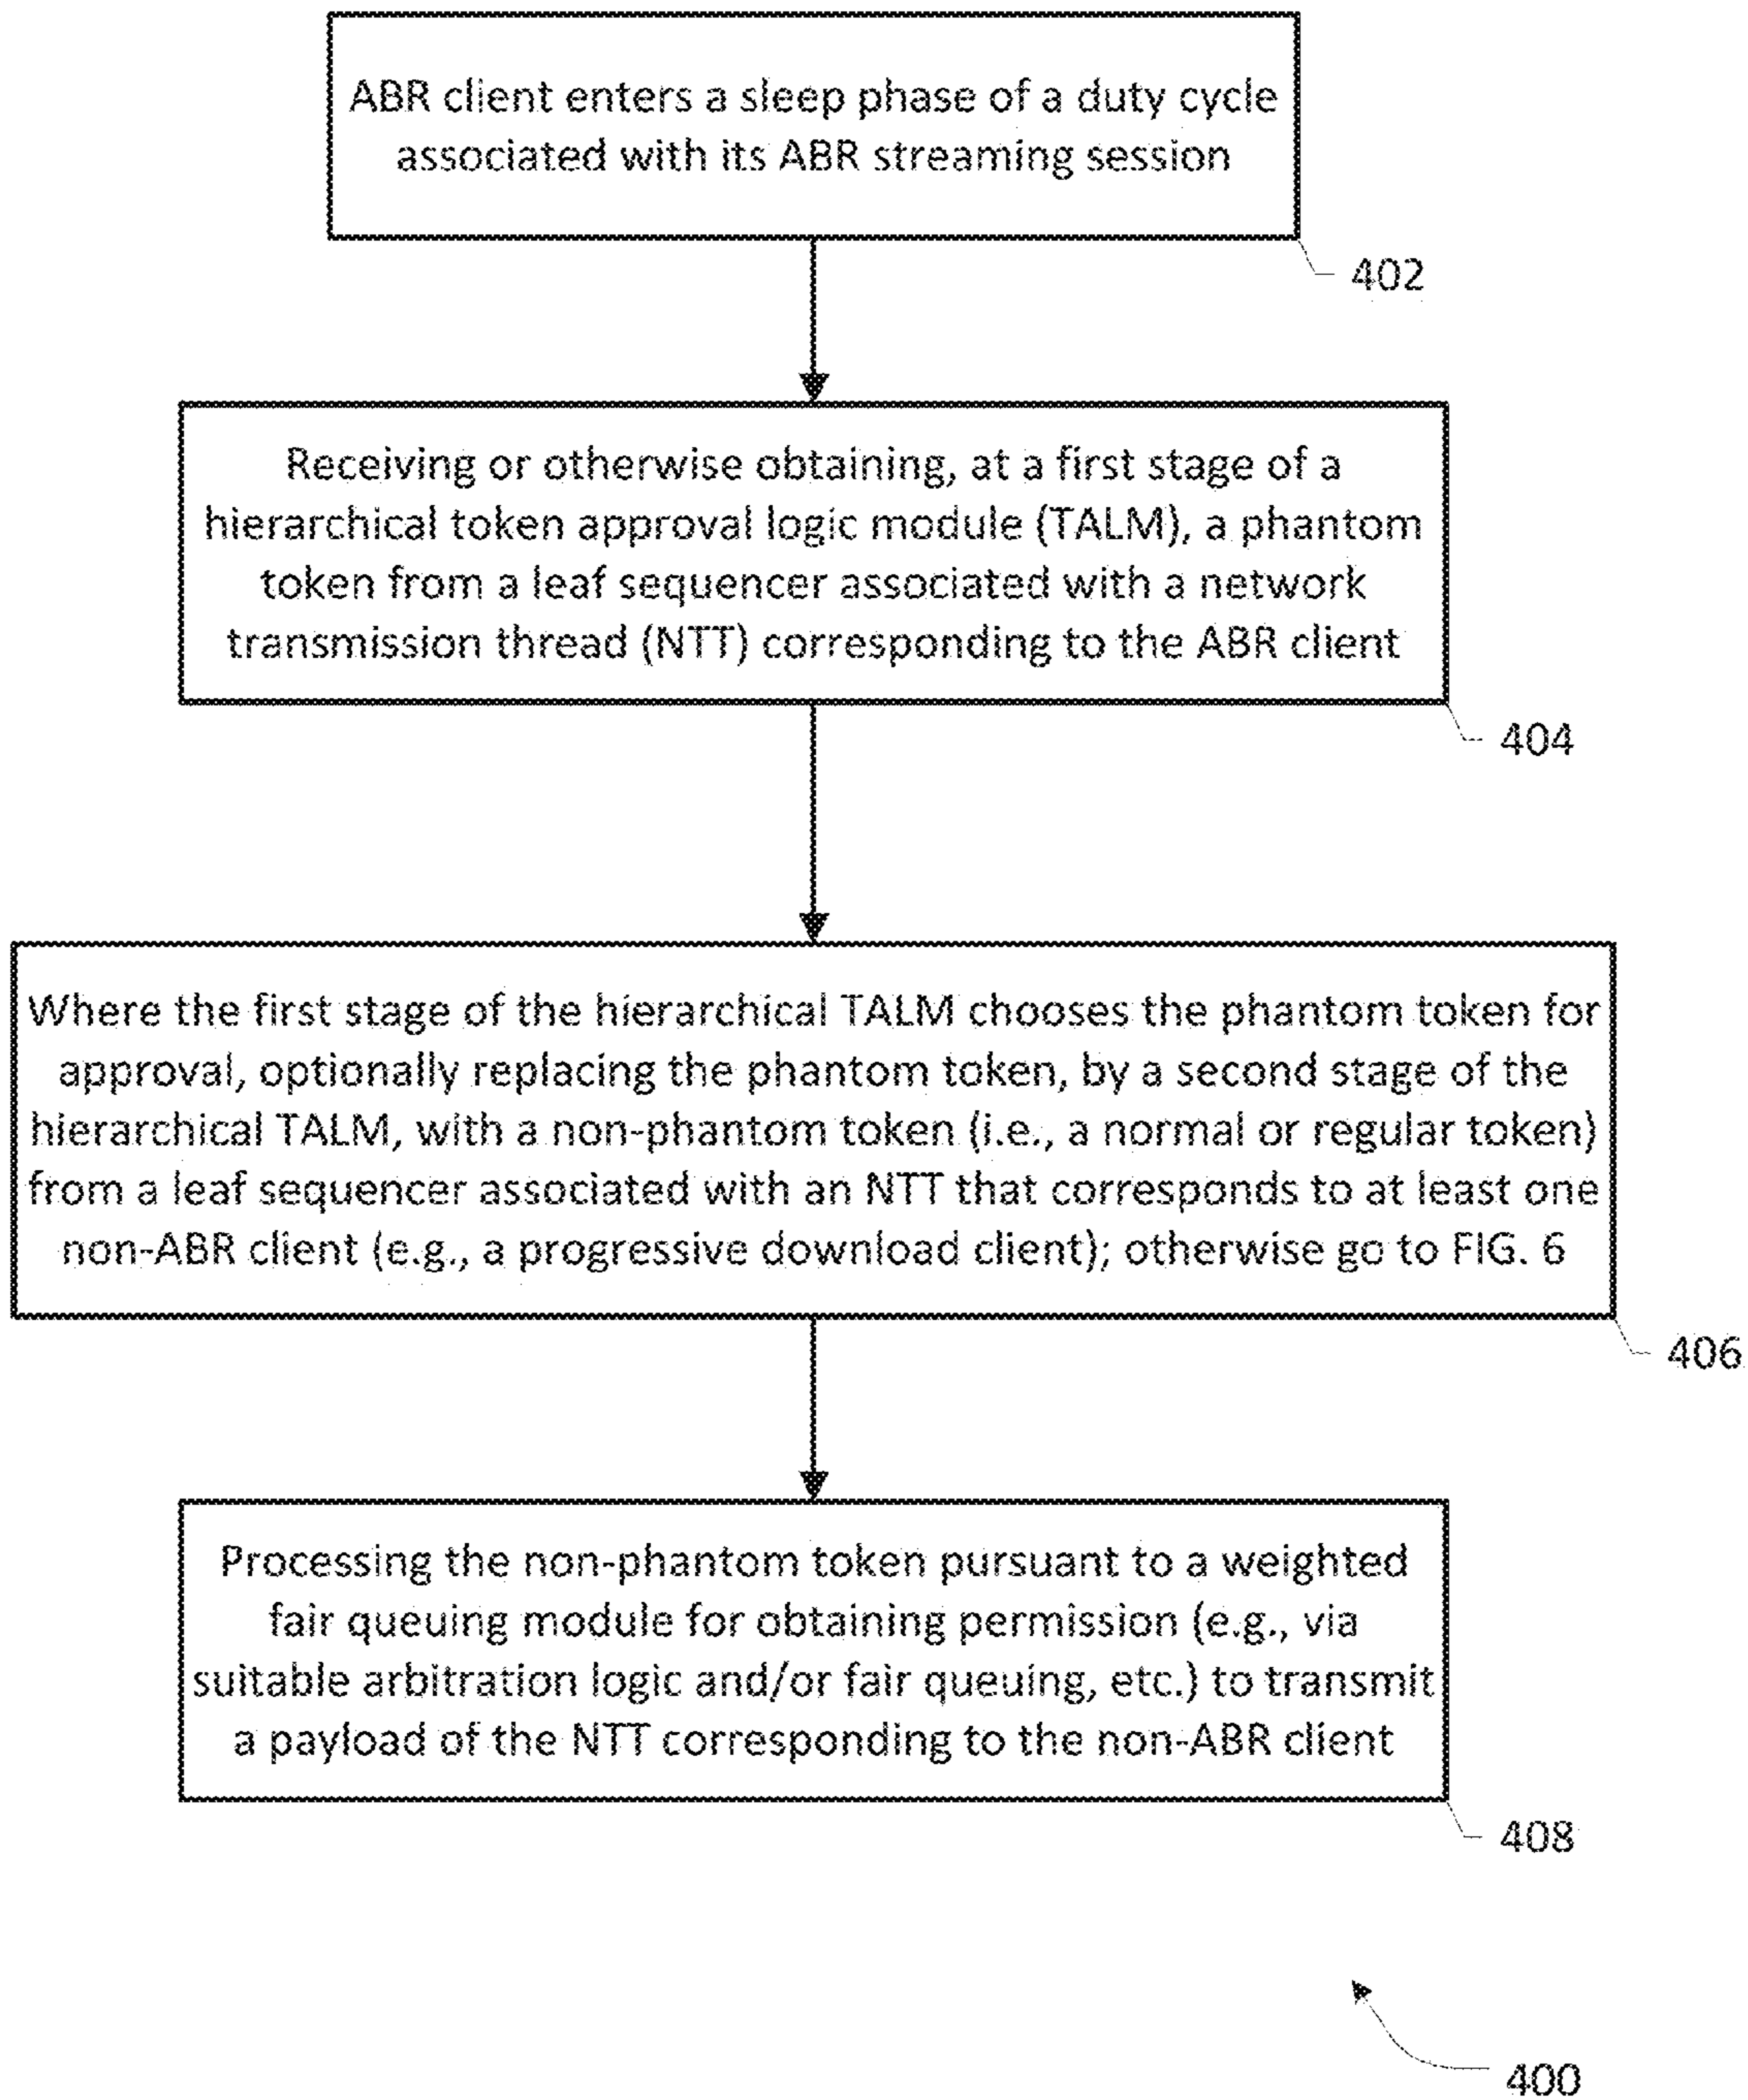 ABR client enters a sleep phase of a duty cycle
associated with its ABR streaming session
402
Receiving or otherwise obtaining, at a first stage of a
hierarchical token approval logic module (TALM), a phantom
token from a leaf sequencer associated with a network
transmission thread (NTT) corresponding to the ABR client
404
Where the first stage of the hierarchical TALM chooses the phantom token for
approval, optionally replacing the phantom token, by a second stage of the
hierarchical TALM, with a non-phantom token (i.e., a normal or regular token)
from a leaf sequencer associated with an NTT that corresponds to at least one
non-ABR client (e.g., a progressive download client); otherwise go to FIG. 6
406
Processing the non-phantom token pursuant to a weighted
fair queuing module for obtaining permission (e.g., via
suitable arbitration logic and/or fair queuing, etc.) to transmit
a payload of the NTT corresponding to the non-ABR client
408
400